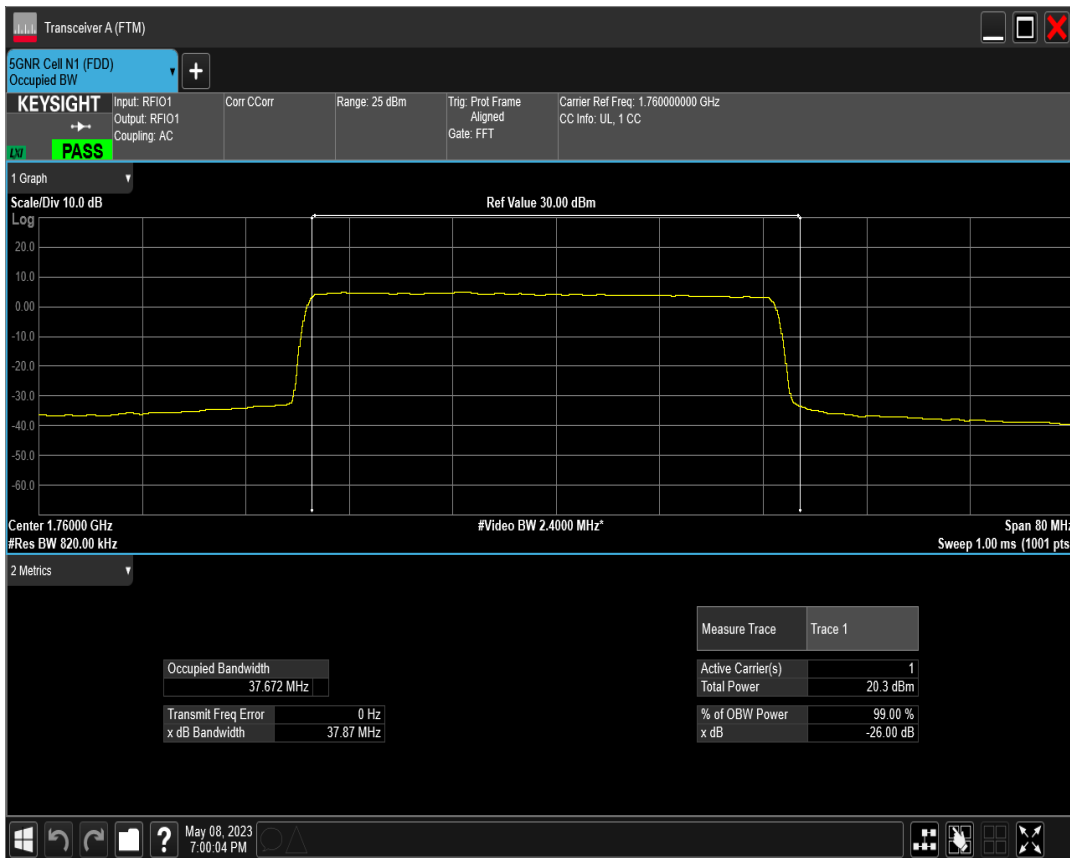 Transceiver A (FTM)
5GNR Cell N1 (FDD)
Occupied BW
+
KEYSIGHT
LXI
PASS
Input: RFIO1
Output: RFIO1
Coupling: AC
Corr CCorr
Range: 25 dBm
Trig: Prot Frame
Aligned
Gate: FFT
Carrier Ref Freq: 1.760000000 GHz
CC Info: UL, 1 CC
1 Graph
Scale/Div 10.0 dB
Ref Value 30.00 dBm
Log
20.0
10.0
0.00
-10.0
-20.0
-30.0
-40.0
-50.0
-60.0
Center 1.76000 GHz
#Video BW 2.4000 MHz*
Span 80 MHz
#Res BW 820.00 kHz
Sweep 1.00 ms (1001 pts
2 Metrics
Measure Trace Trace 1
Occupied Bandwidth
37.672 MHz
Active Carrier(s) 1
Total Power 20.3 dBm
Transmit Freq Error 0 Hz
x dB Bandwidth 37.87 MHz
% of OBW Power 99.00 %
x dB -26.00 dB
?
May 08, 2023
7:00:04 PM